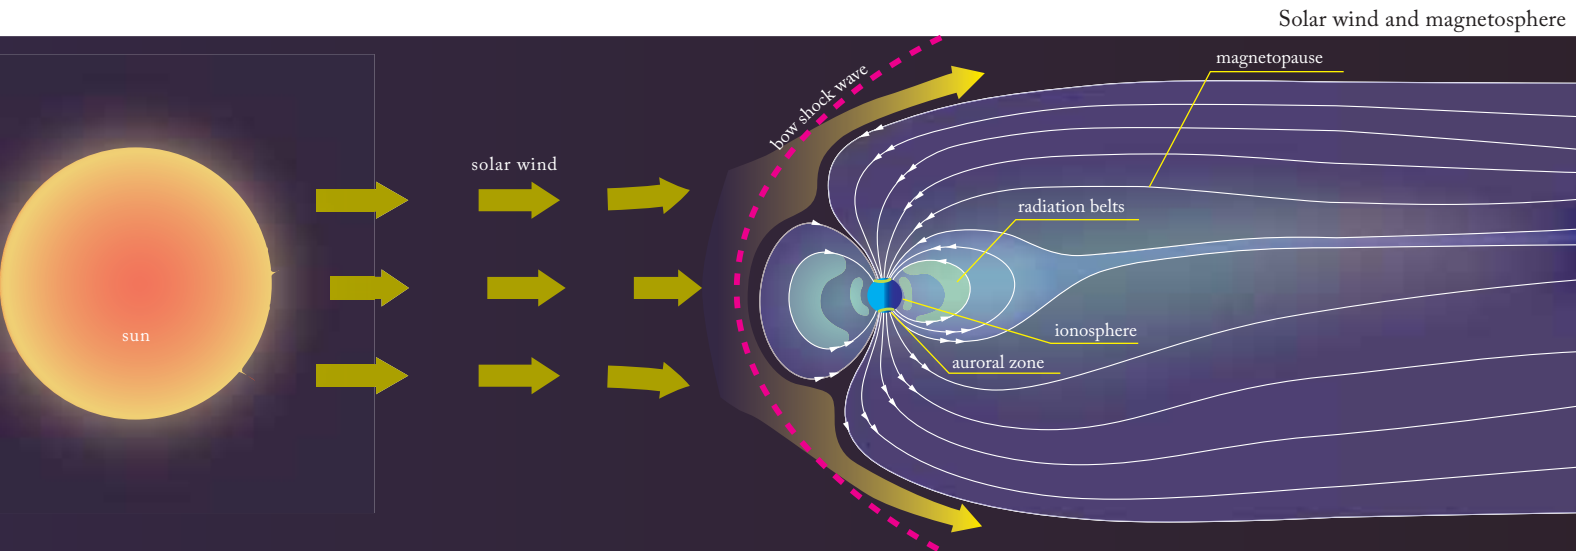 Solar wind and magnetosphere
magnetopause
bow shock wave
solar wind
radiation belts
sun
ionosphere
auroral zone